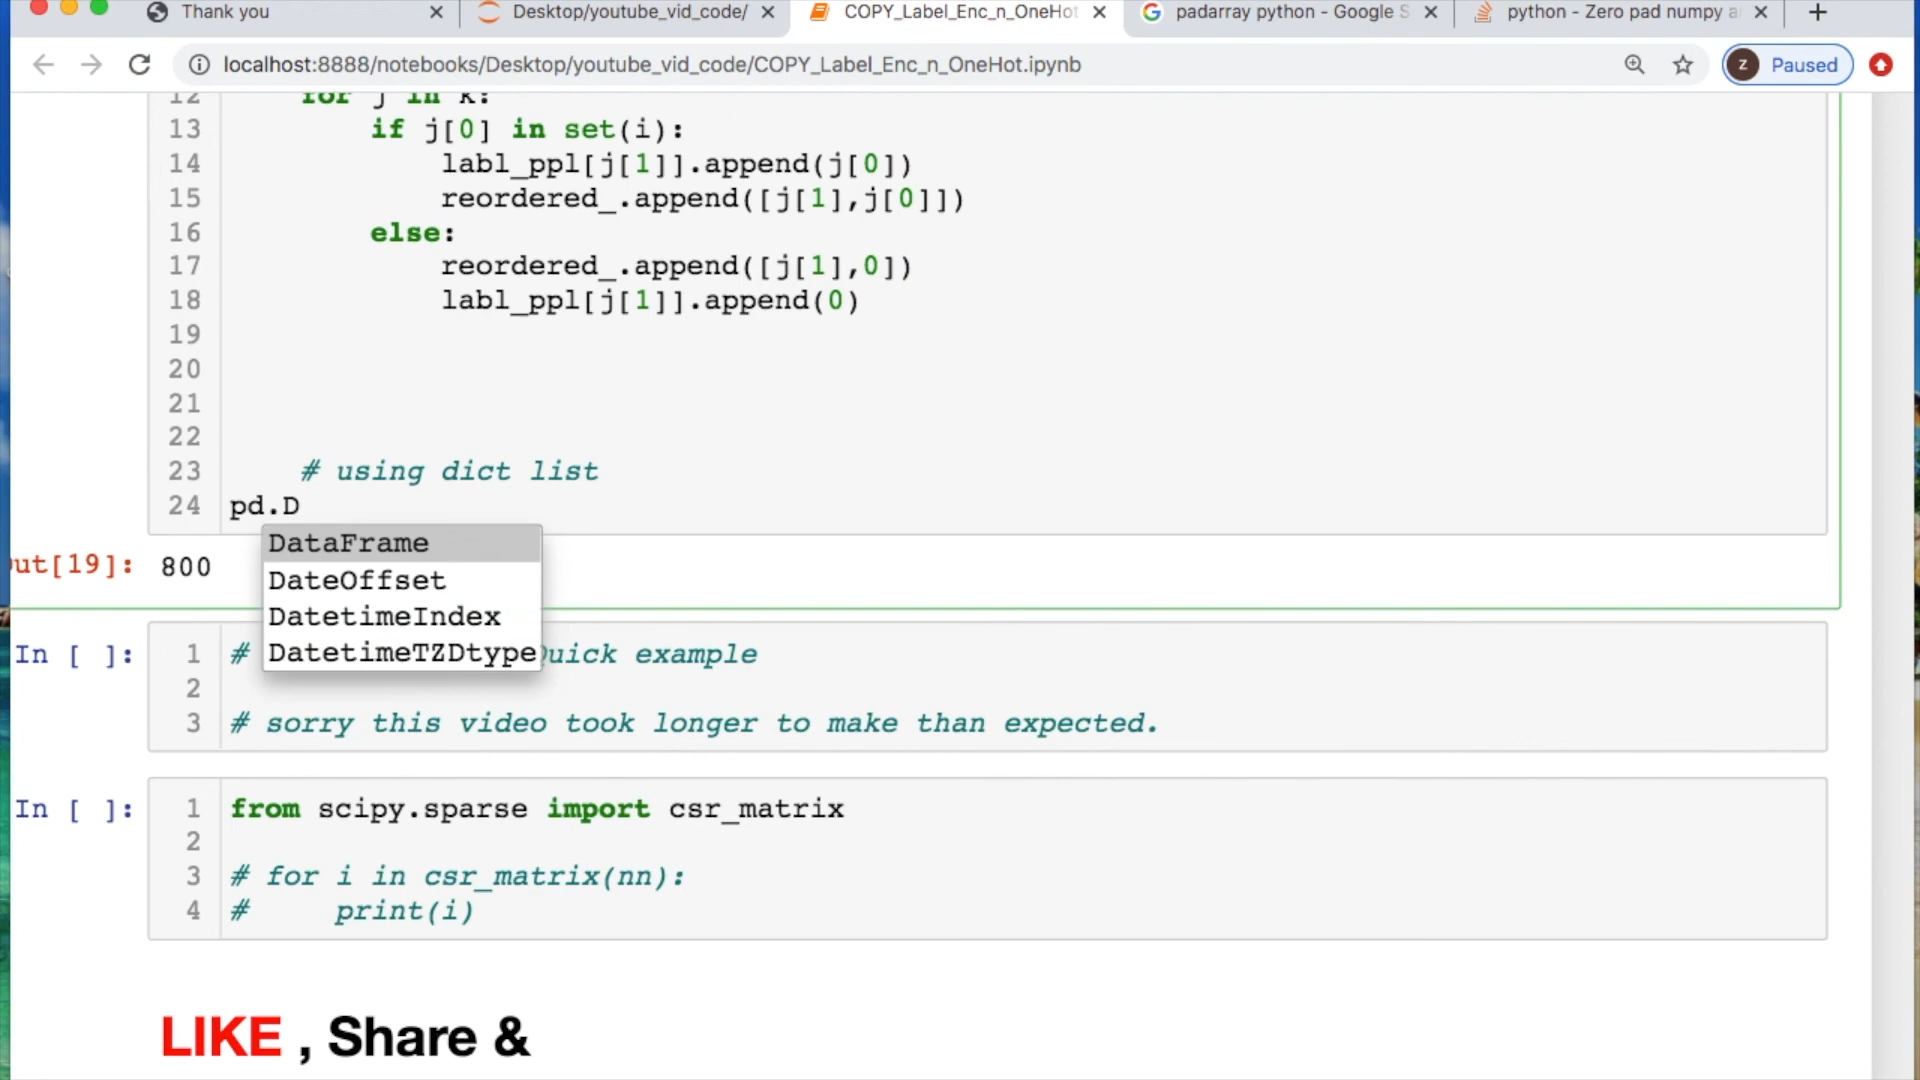 Thank you
Desktop/youtube_vid_code/
COPY_Label_Enc_n_OneHot
padarray python - Google S
python - Zero pad numpy a
localhost:8888/notebooks/Desktop/youtube_vid_code/COPY_Label_Enc_n_OneHot.ipynb
z Paused
12 for j in k:
13 if j[0] in set(i):
14 labl_ppl[j[1]].append(j[0])
15 reordered_.append([j[1],j[0]])
16 else:
17 reordered_.append([j[1],0])
18 labl_ppl[j[1]].append(0)
19
20
21
22
23 # using dict list
24 pd.D
DataFrame
ut[19]: 800
DateOffset
DatetimeIndex
DatetimeTZDtype
In [ ]: 1 # Quick example
2
3 # sorry this video took longer to make than expected.
In [ ]: 1 from scipy.sparse import csr_matrix
2
3 # for i in csr_matrix(nn):
4 # print(i)
LIKE , Share &